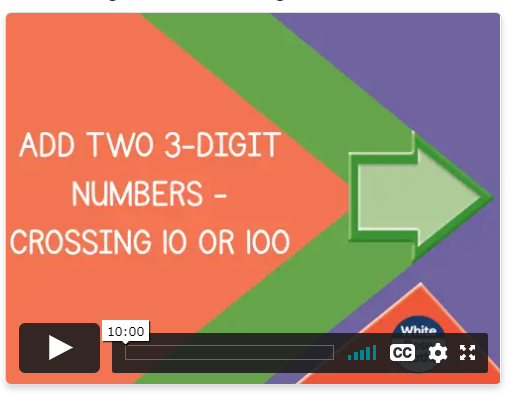 ADD TWO 3-DIGIT
NUMBERS -
CROSSING 10 OR 100
10:00
White
CC